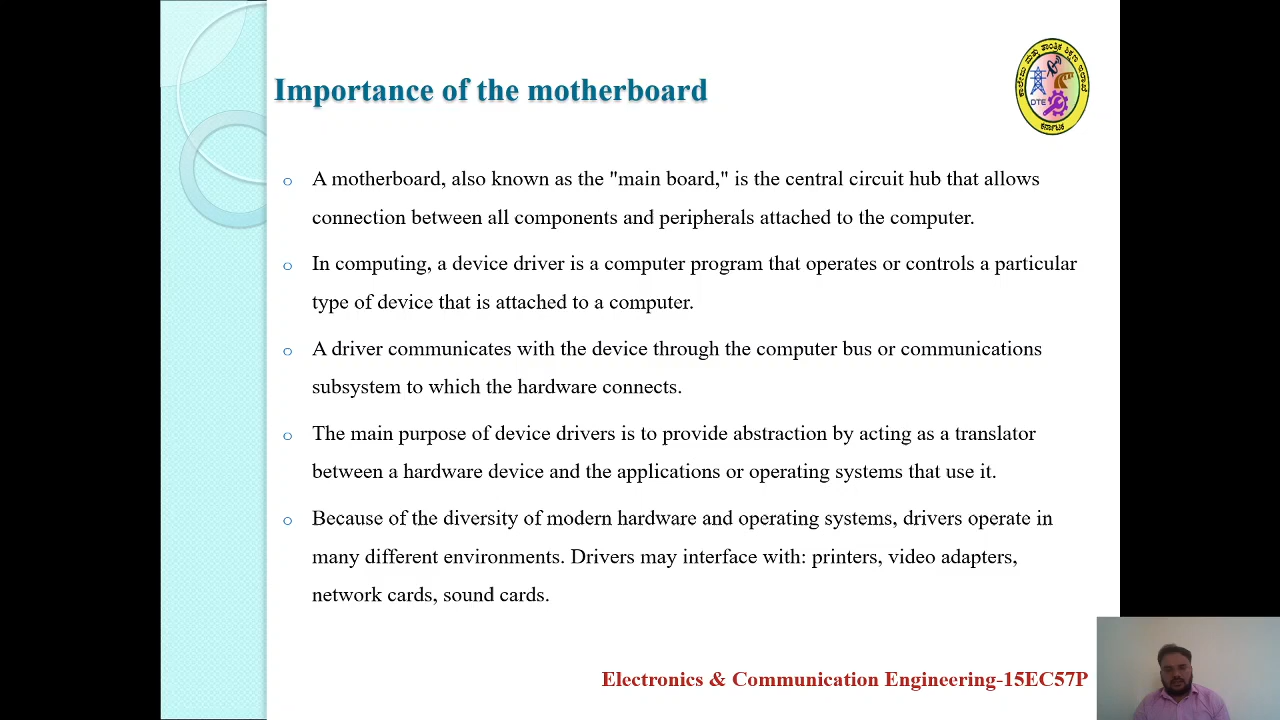 Importance of the motherboard
ಕಾಲೇಜು ಮತ್ತು ತಾಂತ್ರಿಕ ಶಿಕ್ಷಣ ಇಲಾಖೆ
DTE
ಕರ್ನಾಟಕ
A motherboard, also known as the "main board," is the central circuit hub that allows
connection between all components and peripherals attached to the computer.
In computing, a device driver is a computer program that operates or controls a particular
type of device that is attached to a computer.
A driver communicates with the device through the computer bus or communications
subsystem to which the hardware connects.
The main purpose of device drivers is to provide abstraction by acting as a translator
between a hardware device and the applications or operating systems that use it.
Because of the diversity of modern hardware and operating systems, drivers operate in
many different environments. Drivers may interface with: printers, video adapters,
network cards, sound cards.
Electronics & Communication Engineering-15EC57P